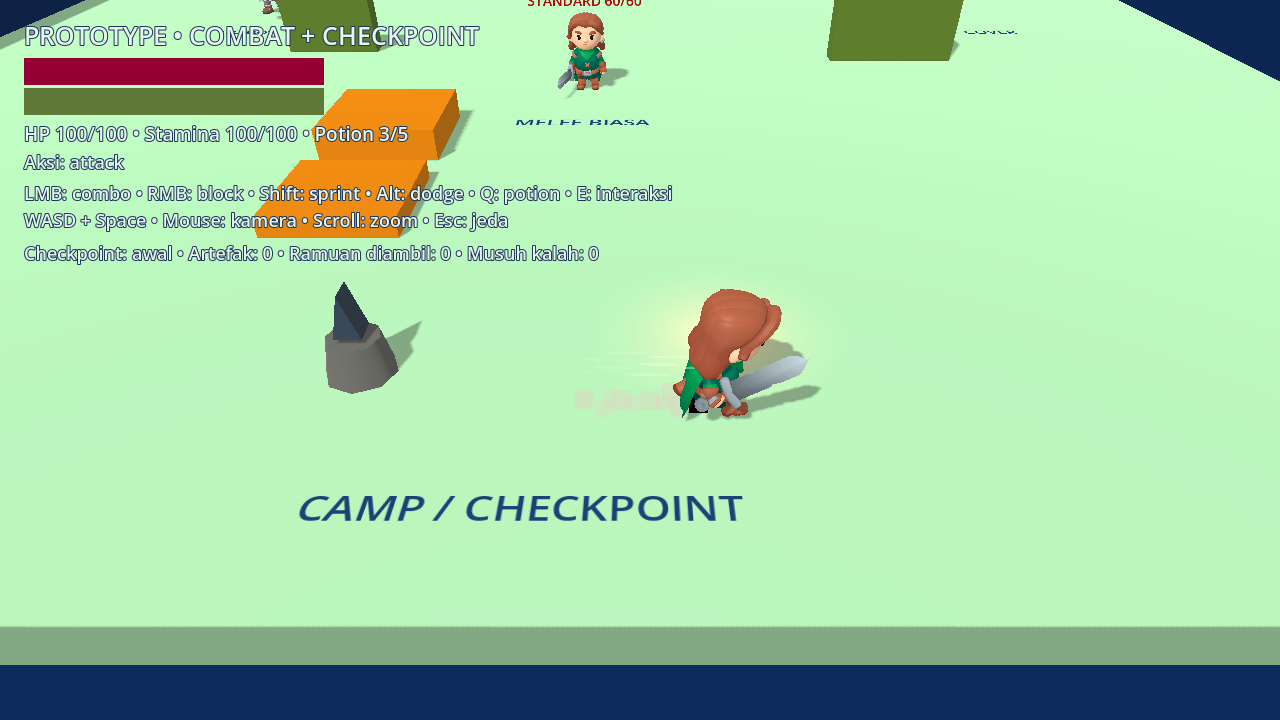 STANDARD 60/60
PROTOTYPE • COMBAT + CHECKPOINT
MELEE BIASA
HP 100/100 • Stamina 100/100 • Potion 3/5
Aksi: attack
LMB: combo • RMB: block • Shift: sprint • Alt: dodge • Q: potion • E: interaksi
WASD + Space • Mouse: kamera • Scroll: zoom • Esc: jeda
Checkpoint: awal • Artefak: 0 • Ramuan diambil: 0 • Musuh kalah: 0
CAMP / CHECKPOINT